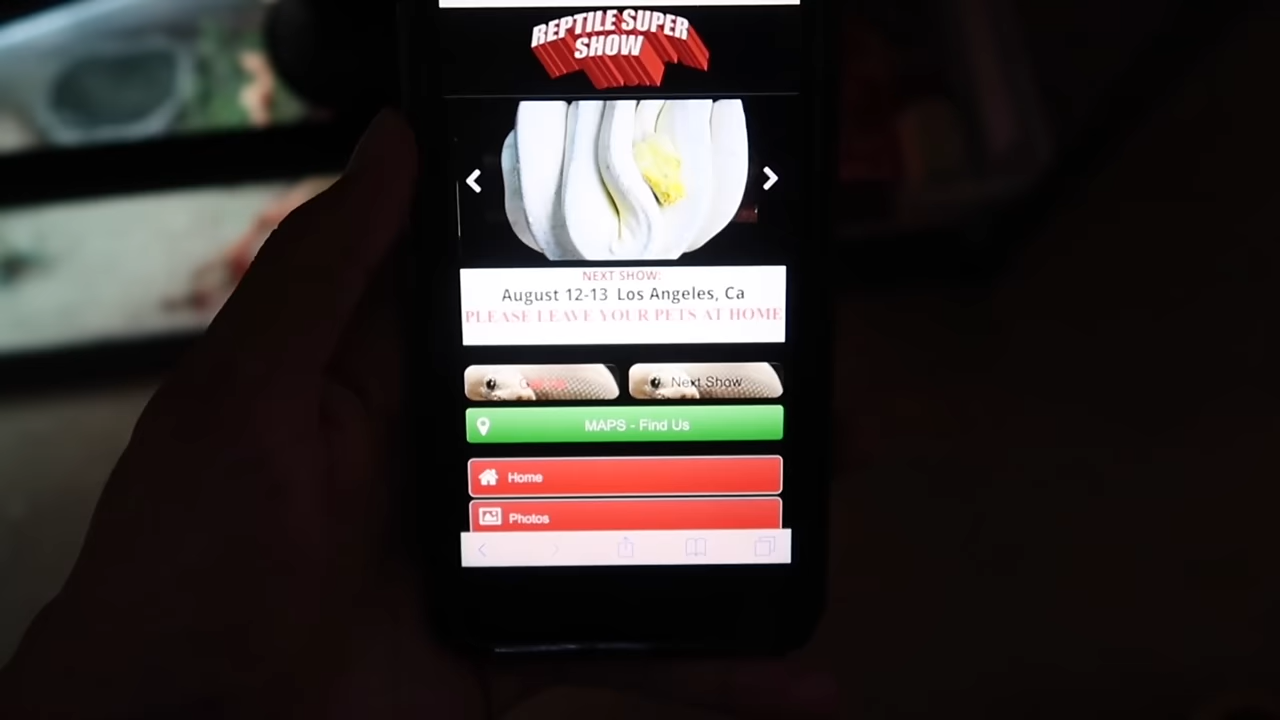 REPTILE SUPER
SHOW
NEXT SHOW:
August 12-13 Los Angeles, Ca
PLEASE LEAVE YOUR PETS AT HOME
Next Show
MAPS - Find Us
Home
Photos